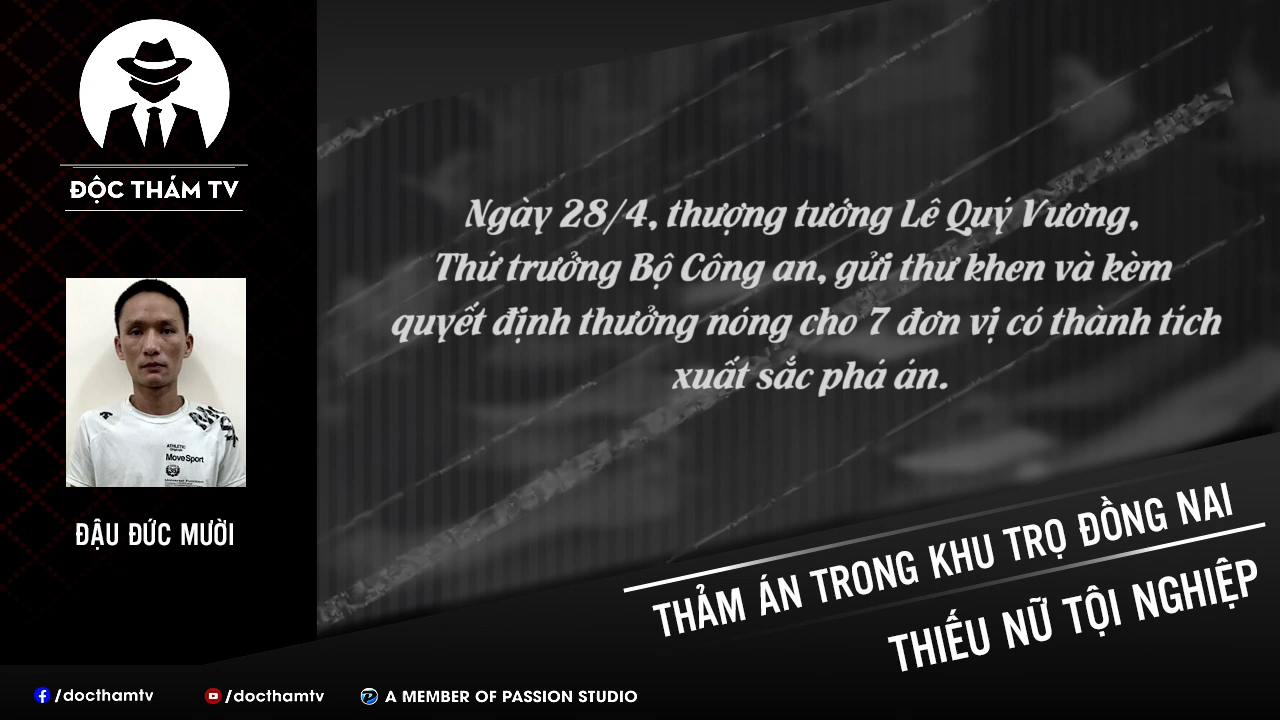 ĐỘC THÁM TV
Ngày 28/4, thượng tướng Lê Quý Vương,
Thứ trưởng Bộ Công an, gửi thư khen và kèm
quyết định thưởng nóng cho 7 đơn vị có thành tích
xuất sắc phá án.
ATHLETIC
MoveSport
ĐẬU ĐỨC MƯỜI
THẢM ÁN TRONG KHU TRỌ ĐỒNG NAI
THIẾU NỮ TỘI NGHIỆP
/docthamtv
/docthamtv
A MEMBER OF PASSION STUDIO